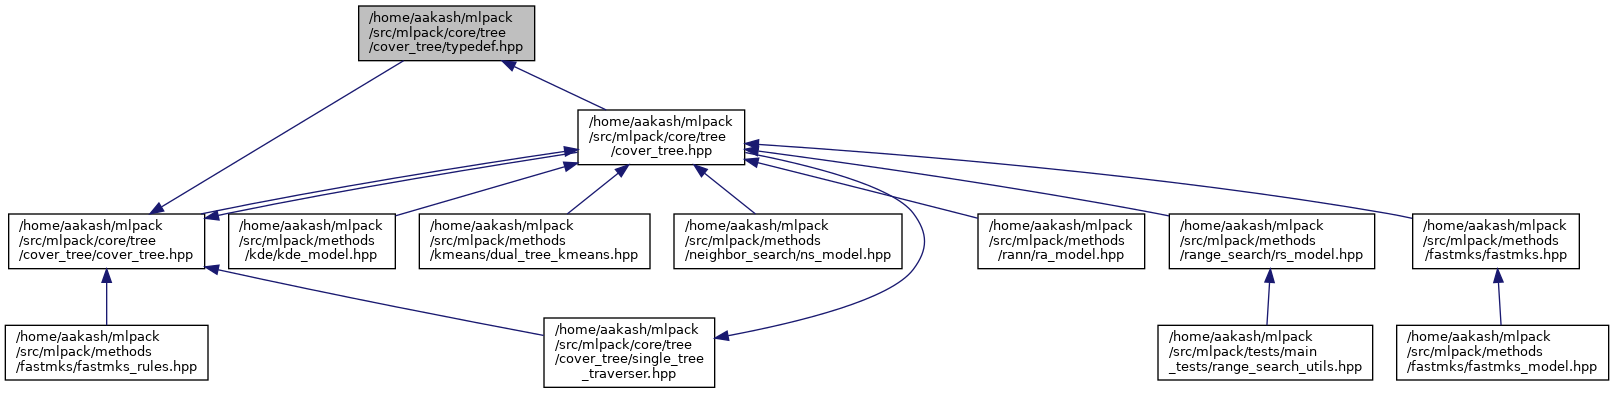 /home/aakash/mlpack
/src/mlpack/core/tree
/cover_tree/typedef.hpp
/home/aakash/mlpack
/src/mlpack/core/tree
/cover_tree.hpp
/home/aakash/mlpack
/src/mlpack/core/tree
/cover_tree/cover_tree.hpp
/home/aakash/mlpack
/src/mlpack/methods
/kde/kde_model.hpp
/home/aakash/mlpack
/src/mlpack/methods
/kmeans/dual_tree_kmeans.hpp
/home/aakash/mlpack
/src/mlpack/methods
/neighbor_search/ns_model.hpp
/home/aakash/mlpack
/src/mlpack/methods
/rann/ra_model.hpp
/home/aakash/mlpack
/src/mlpack/methods
/range_search/rs_model.hpp
/home/aakash/mlpack
/src/mlpack/methods
/fastmks/fastmks.hpp
/home/aakash/mlpack
/src/mlpack/methods
/fastmks/fastmks_rules.hpp
/home/aakash/mlpack
/src/mlpack/core/tree
/cover_tree/single_tree
_traverser.hpp
/home/aakash/mlpack
/src/mlpack/tests/main
_tests/range_search_utils.hpp
/home/aakash/mlpack
/src/mlpack/methods
/fastmks/fastmks_model.hpp